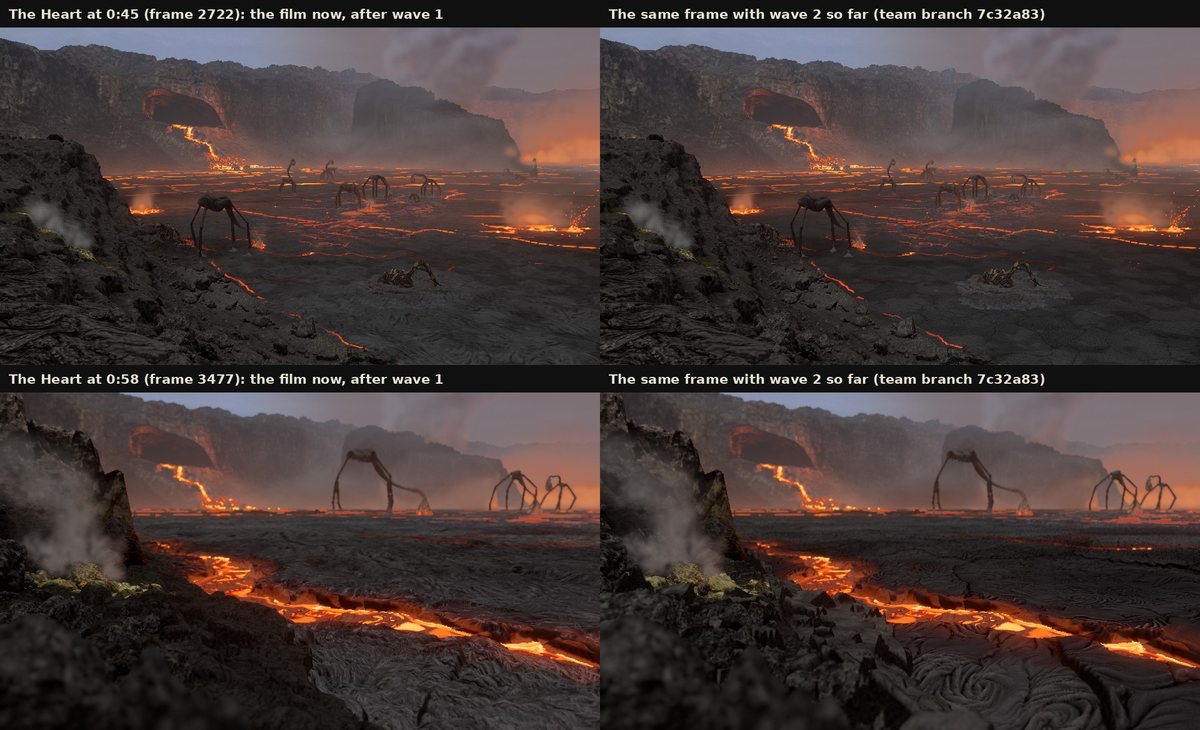 The Heart at 0:45 (frame 2722): the film now, after wave 1
The same frame with wave 2 so far (team branch 7c32a83)
The Heart at 0:58 (frame 3477): the film now, after wave 1
The same frame with wave 2 so far (team branch 7c32a83)